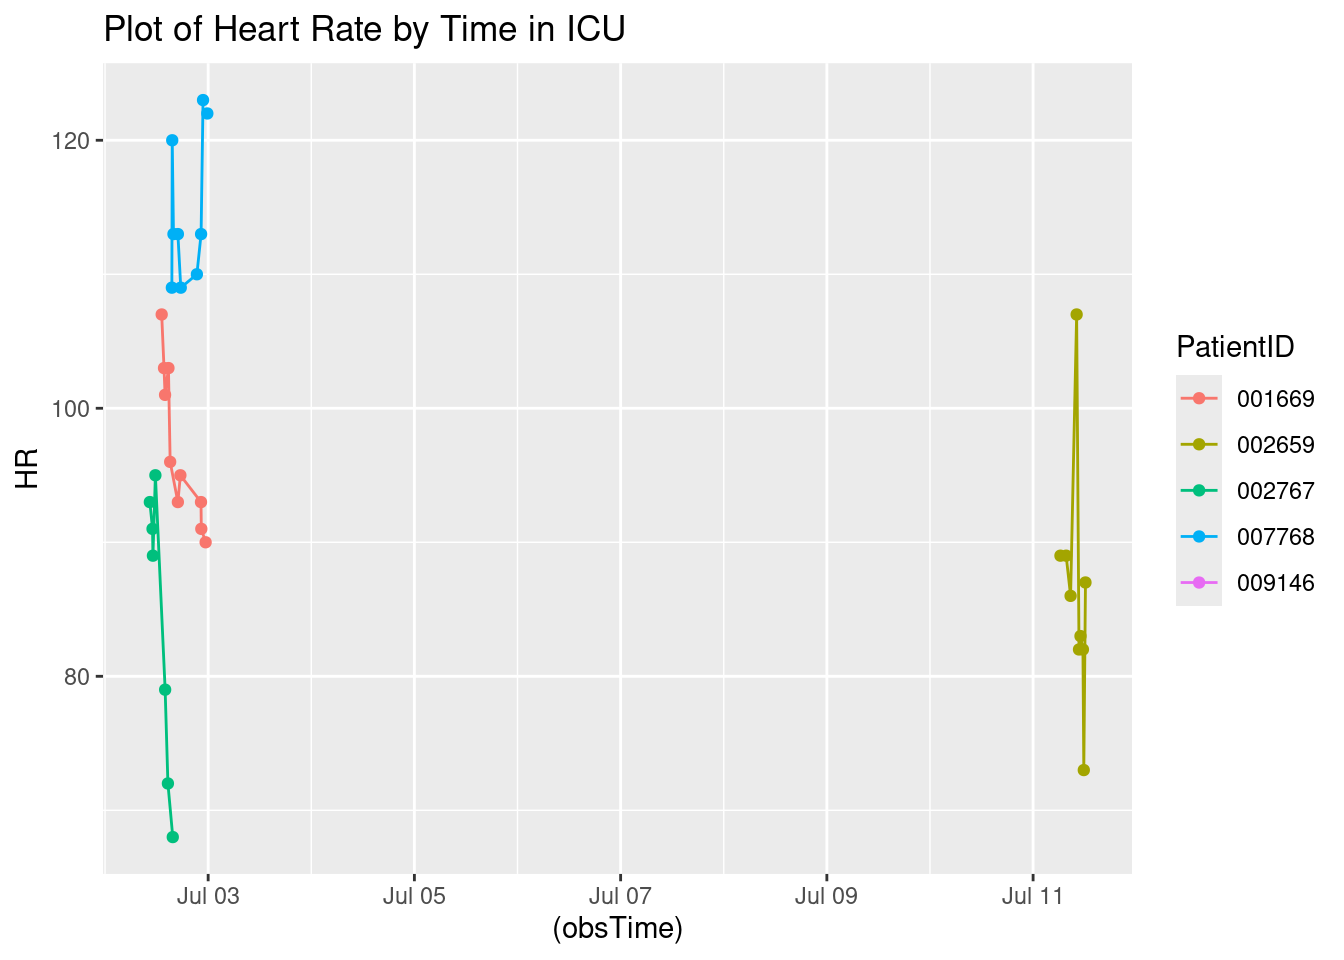 Plot of Heart Rate by Time in ICU
120
100
80
HR
Jul 03
Jul 05
Jul 07
Jul 09
Jul 11
(obsTime)
PatientID
001669
002659
002767
007768
009146